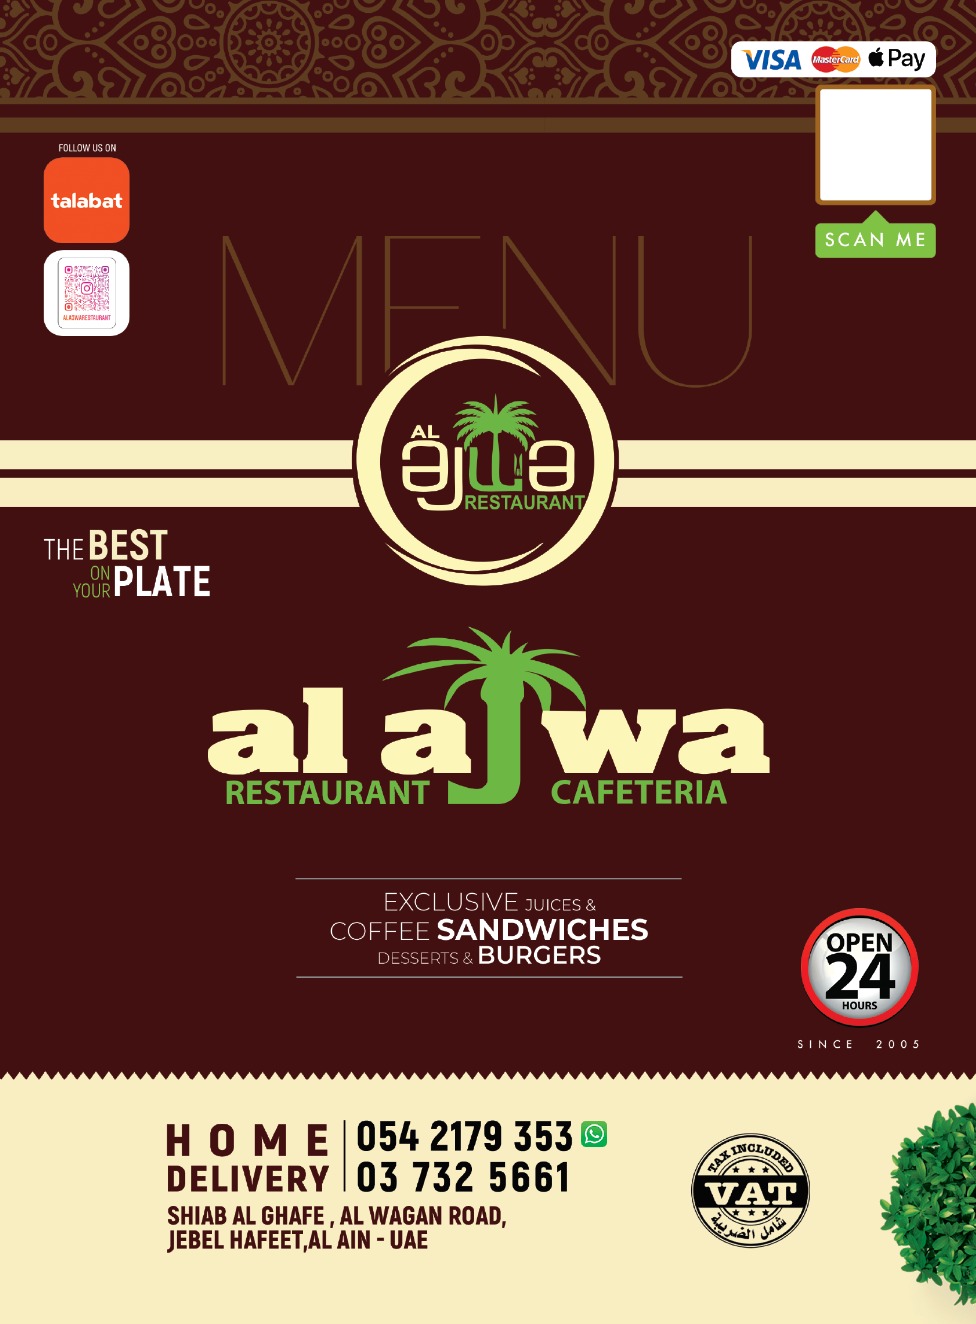 VISA MasterCard Pay
FOLLOW US ON
talabat
ALAJWARESTAURANT
SCAN ME
MENU
AL
ajwa
RESTAURANT
THE BEST
ON YOUR PLATE
al ajwa
RESTAURANT CAFETERIA
EXCLUSIVE JUICES &
COFFEE SANDWICHES
DESSERTS & BURGERS
OPEN
24
HOURS
SINCE 2005
HOME
DELIVERY
054 2179 353
03 732 5661
SHIAB AL GHAFE , AL WAGAN ROAD,
JEBEL HAFEET,AL AIN - UAE
TAX INCLUDED
VAT
شامل الضريبة